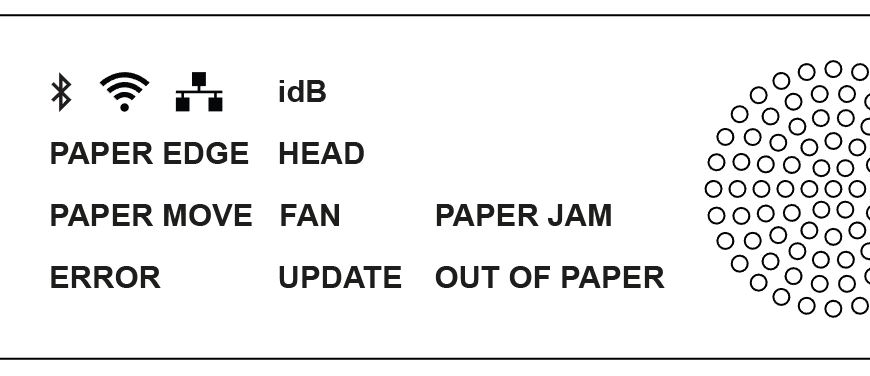 idB
PAPER EDGE HEAD
PAPER MOVE FAN PAPER JAM
ERROR UPDATE OUT OF PAPER